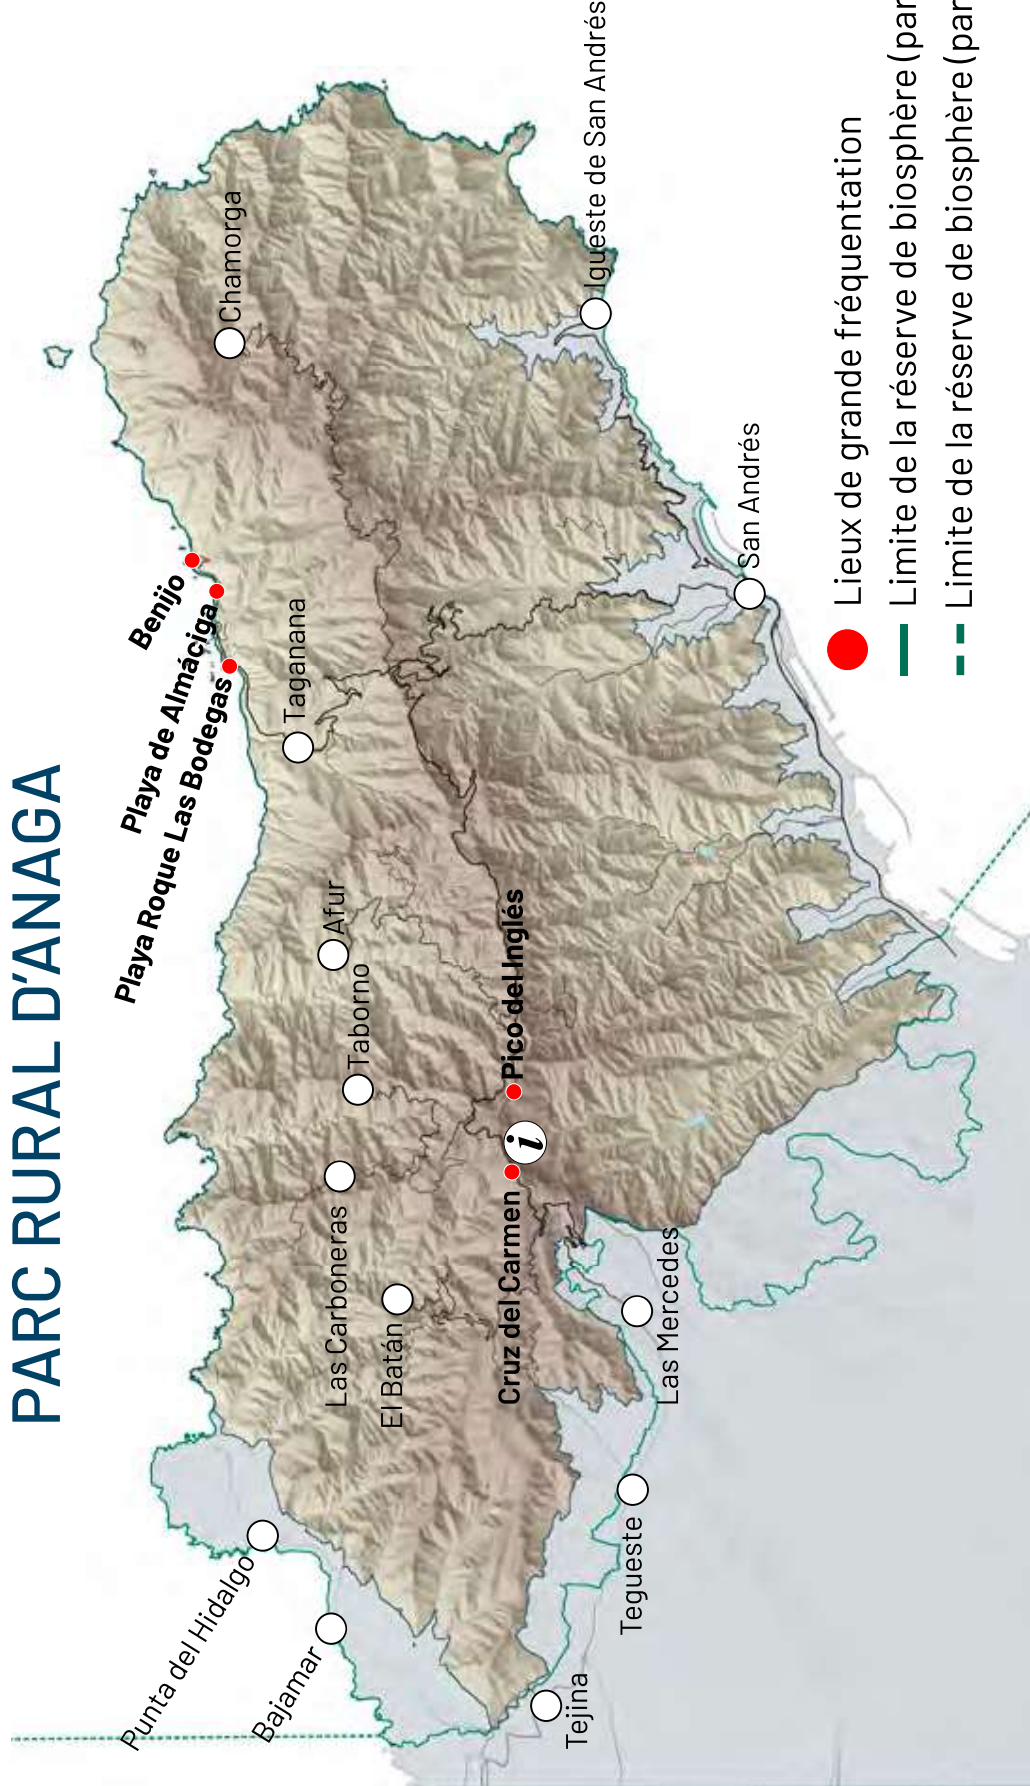 PARC RURAL D'ANAGA
Benijo
Playa de Almáciga
Playa Roque Las Bodegas
Chamorga
Taganana
Afur
Taborno
Las Carboneras
El Batán
Punta del Hidalgo
Bajamar
Tejina
Tegueste
Las Mercedes
Cruz del Carmen
i
Pico del Inglés
Igueste de San Andrés
San Andrés
Lieux de grande fréquentation
Limite de la réserve de biosphère (par
Limite de la réserve de biosphère (par